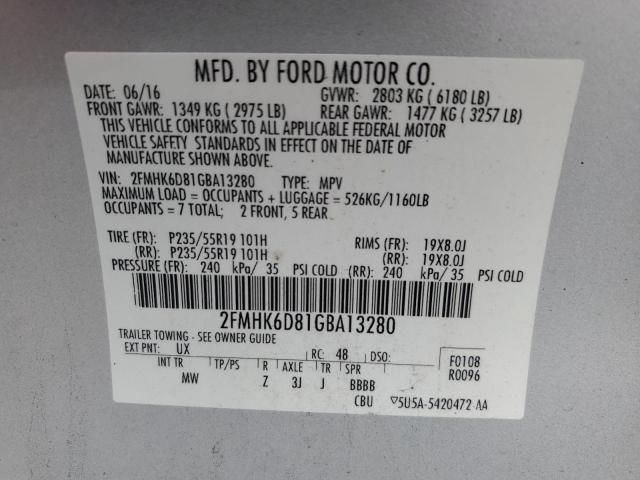 MFD. BY FORD MOTOR CO.
DATE: 06/16 GVWR: 2803 KG ( 6180 LB)
FRONT GAWR: 1349 KG ( 2975 LB) REAR GAWR: 1477 KG ( 3257 LB)
THIS VEHICLE CONFORMS TO ALL APPLICABLE FEDERAL MOTOR
VEHICLE SAFETY STANDARDS IN EFFECT ON THE DATE OF
MANUFACTURE SHOWN ABOVE.
VIN: 2FMHK6D81GBA13280 TYPE: MPV
MAXIMUM LOAD = OCCUPANTS + LUGGAGE = 526KG/1160LB
OCCUPANTS = 7 TOTAL; 2 FRONT, 5 REAR
TIRE (FR): P235/55R19 101H RIMS (FR): 19X8.0J
(RR): P235/55R19 101H (RR): 19X8.0J
PRESSURE (FR): 240 kPa/ 35 PSI COLD (RR): 240 kPa/ 35 PSI COLD
2FMHK6D81GBA13280
TRAILER TOWING - SEE OWNER GUIDE
EXT PNT: UX RC: 48 DSO: F0108
INT TR TP/PS R AXLE TR SPR R0096
MW Z 3J J BBBB
CBU ▽5U5A-5420472 AA